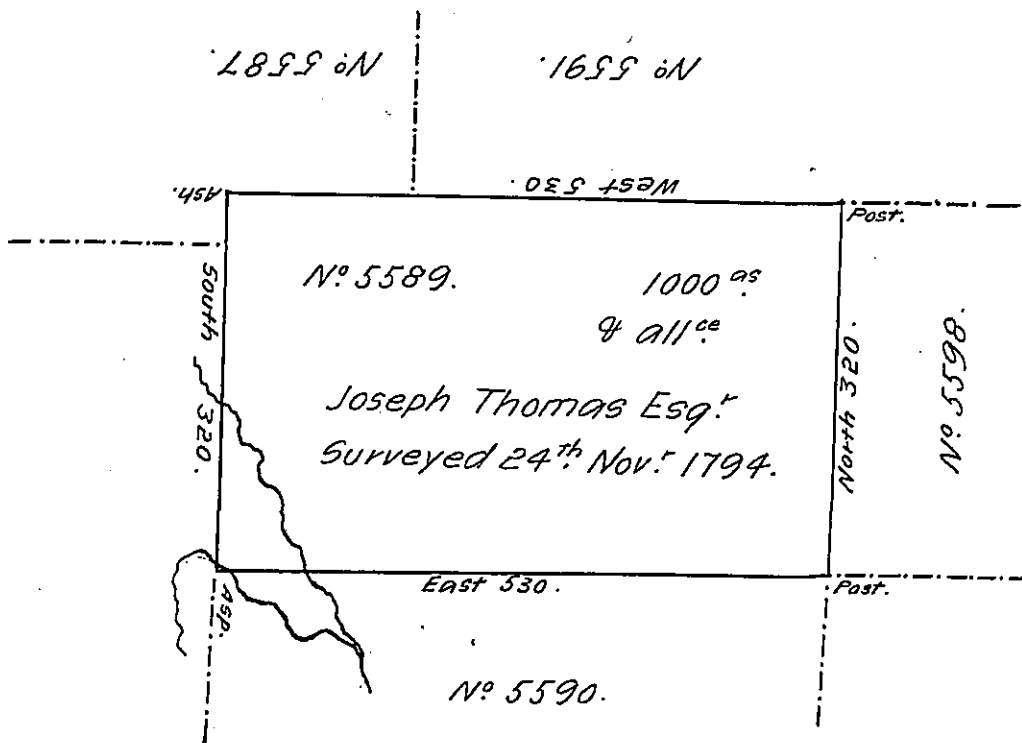 Nº 5587.
Nº 5591.
Ash.
West 530.
Post.
South 320.
Nº 5589.
1000 as
& allce
Joseph Thomas Esqr
Surveyed 24th Novr 1794.
North 320.
Nº 5598.
Asp.
East 530.
Post.
Nº 5590.